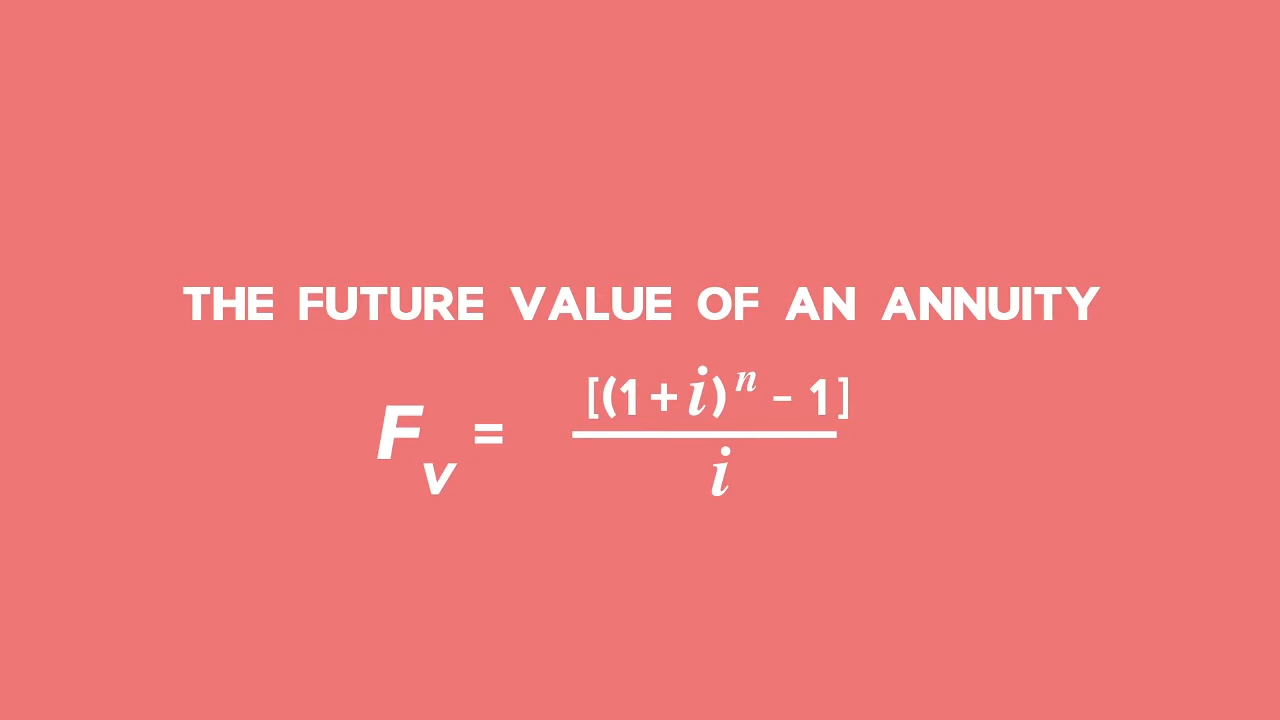 THE FUTURE VALUE OF AN ANNUITY
[(1+i)ⁿ – 1]
Fᵥ = ―――
i